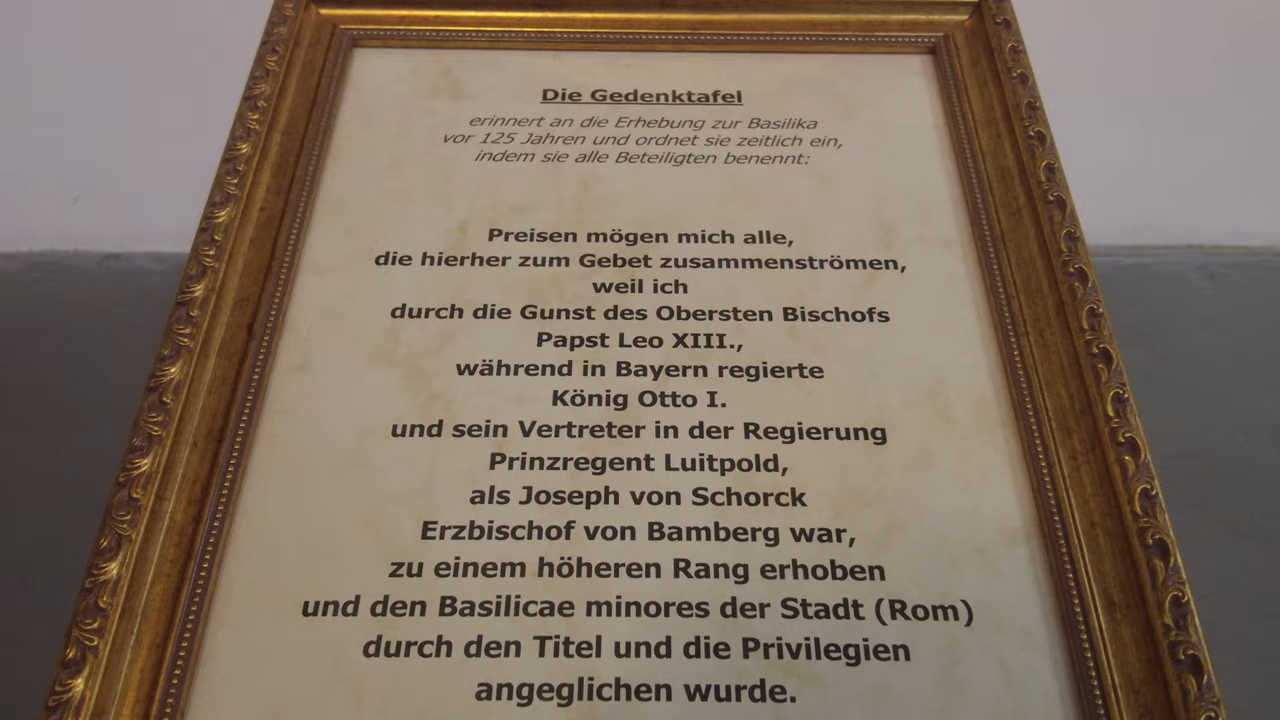 Die Gedenktafel
erinnert an die Erhebung zur Basilika
vor 125 Jahren und ordnet sie zeitlich ein,
indem sie alle Beteiligten benennt:
Preisen mögen mich alle,
die hierher zum Gebet zusammenströmen,
weil ich
durch die Gunst des Obersten Bischofs
Papst Leo XIII.,
während in Bayern regierte
König Otto I.
und sein Vertreter in der Regierung
Prinzregent Luitpold,
als Joseph von Schorck
Erzbischof von Bamberg war,
zu einem höheren Rang erhoben
und den Basilicae minores der Stadt (Rom)
durch den Titel und die Privilegien
angeglichen wurde.